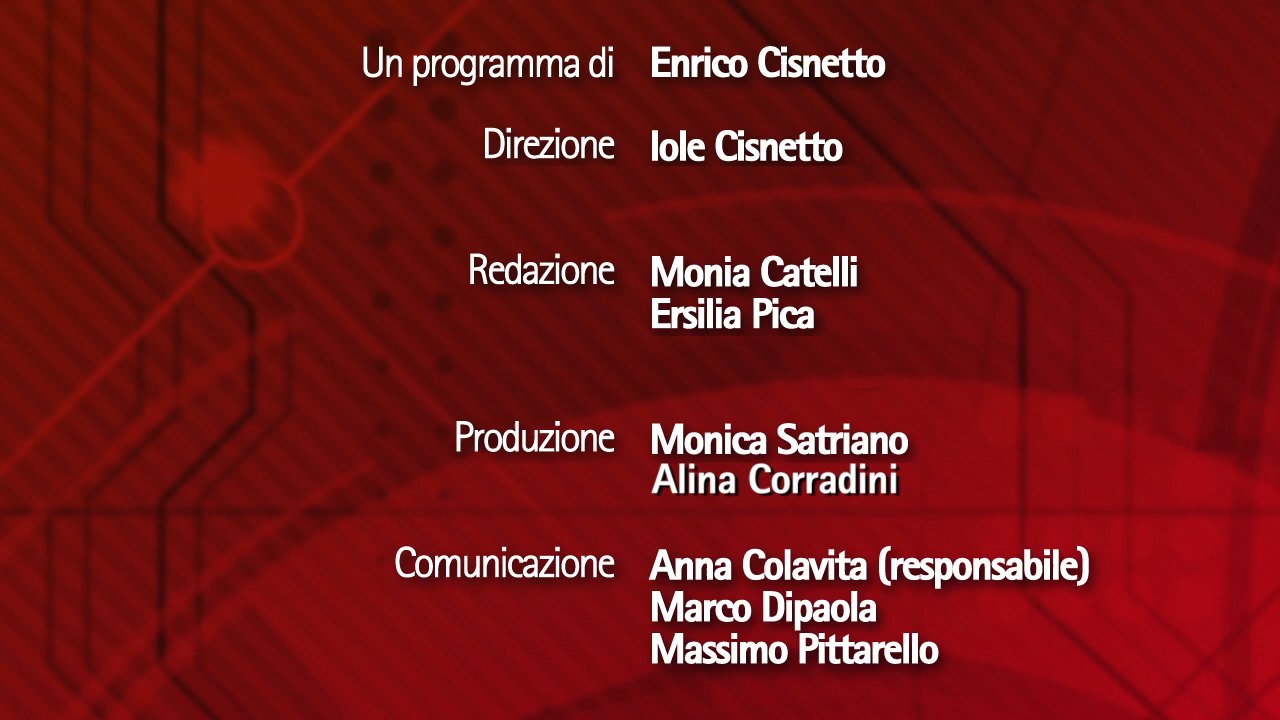 Un programma di Enrico Cisnetto
Direzione Iole Cisnetto
Redazione Monia Catelli
Ersilia Pica
Produzione Monica Satriano
Alina Corradini
Comunicazione Anna Colavita (responsabile)
Marco Dipaola
Massimo Pittarello